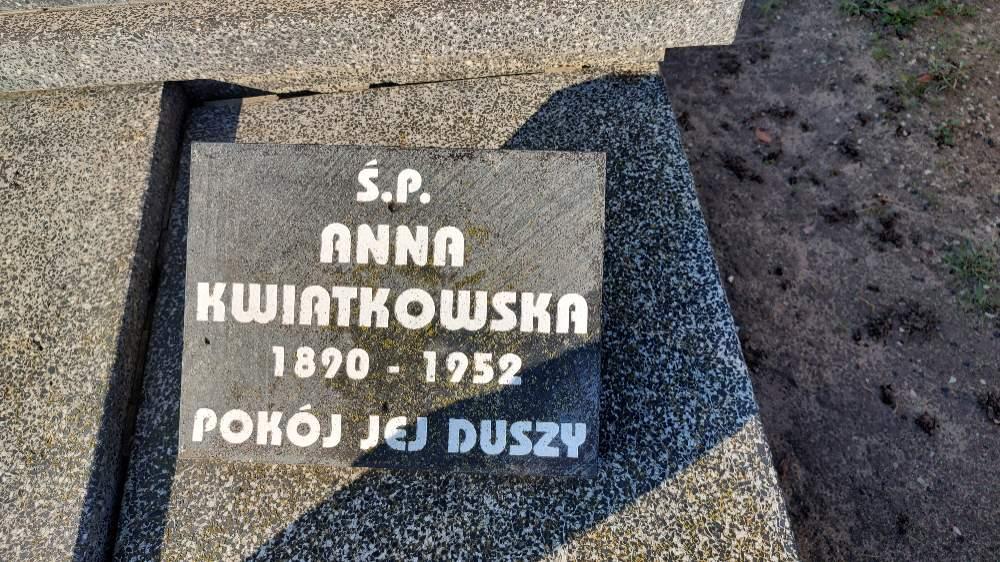 Ś.P.
ANNA
KWIATKOWSKA
1890 - 1952
POKÓJ JEJ DUSZY